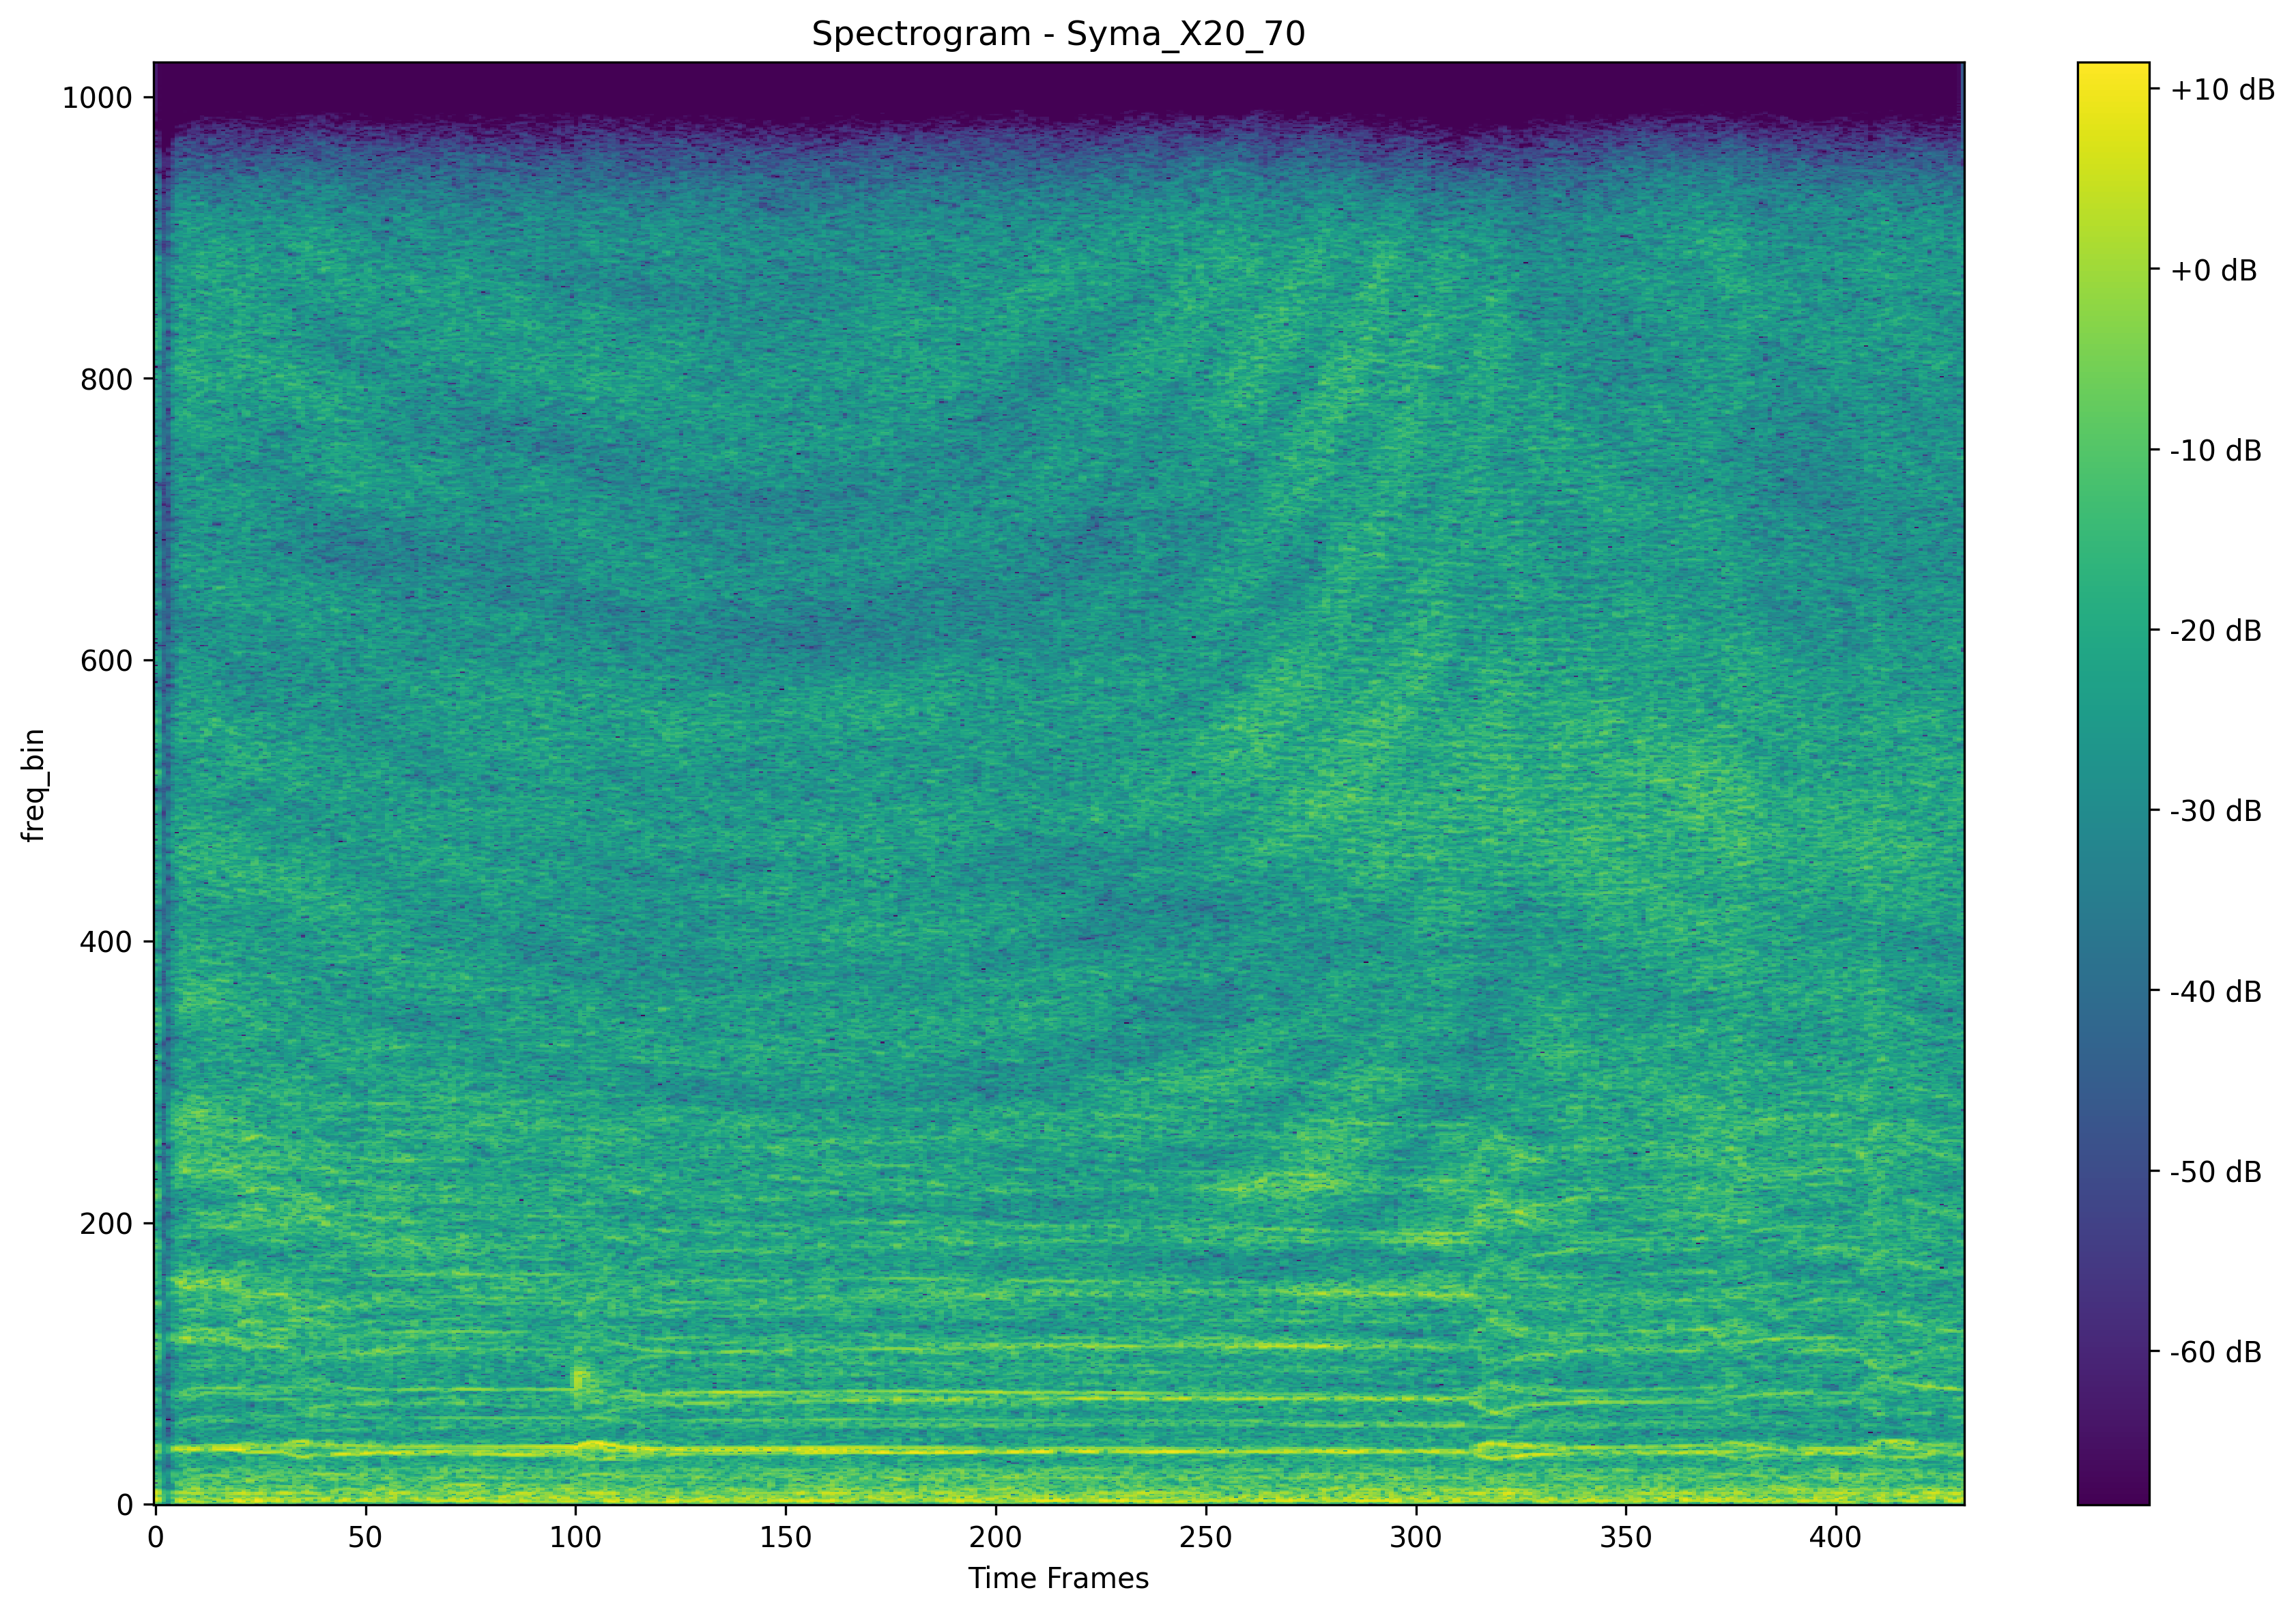 Spectrogram - Syma_X20_70
1000
800
600
400
200
0
freq_bin
0 50 100 150 200 250 300 350 400
Time Frames
+10 dB
+0 dB
-10 dB
-20 dB
-30 dB
-40 dB
-50 dB
-60 dB